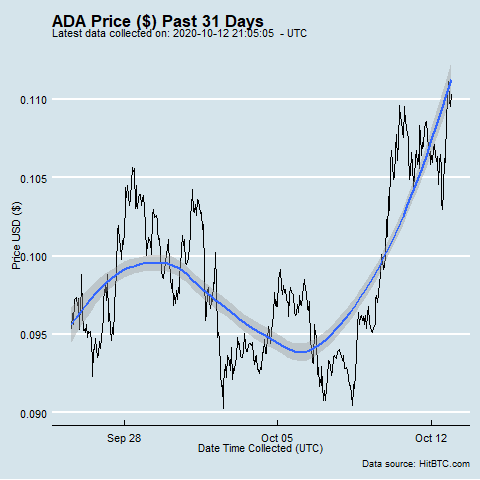 ADA Price ($) Past 31 Days
Latest data collected on: 2020-10-12 21:05:05 - UTC
0.110
0.105
0.100
0.095
0.090
Price USD ($)
Sep 28
Oct 05
Oct 12
Date Time Collected (UTC)
Data source: HitBTC.com